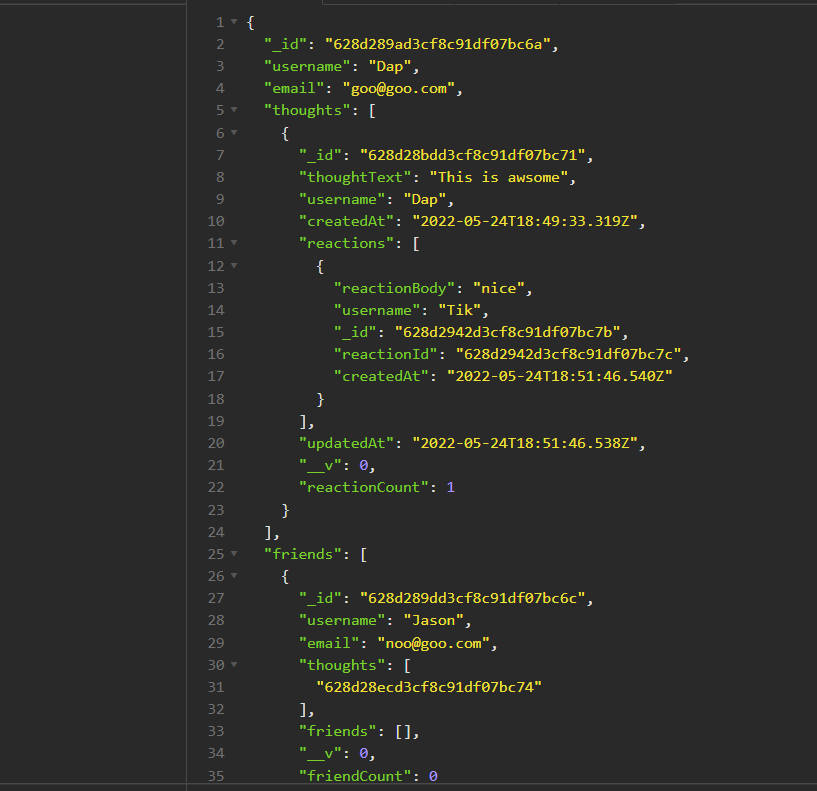 1 {
2 "_id": "628d289ad3cf8c91df07bc6a",
3 "username": "Dap",
4 "email": "goo@goo.com",
5 "thoughts": [
6 {
7 "_id": "628d28bdd3cf8c91df07bc71",
8 "thoughtText": "This is awsome",
9 "username": "Dap",
10 "createdAt": "2022-05-24T18:49:33.319Z",
11 "reactions": [
12 {
13 "reactionBody": "nice",
14 "username": "Tik",
15 "_id": "628d2942d3cf8c91df07bc7b",
16 "reactionId": "628d2942d3cf8c91df07bc7c",
17 "createdAt": "2022-05-24T18:51:46.540Z"
18 }
19 ],
20 "updatedAt": "2022-05-24T18:51:46.538Z",
21 "__v": 0,
22 "reactionCount": 1
23 }
24 ],
25 "friends": [
26 {
27 "_id": "628d289dd3cf8c91df07bc6c",
28 "username": "Jason",
29 "email": "noo@goo.com",
30 "thoughts": [
31 "628d28ecd3cf8c91df07bc74"
32 ],
33 "friends": [],
34 "__v": 0,
35 "friendCount": 0